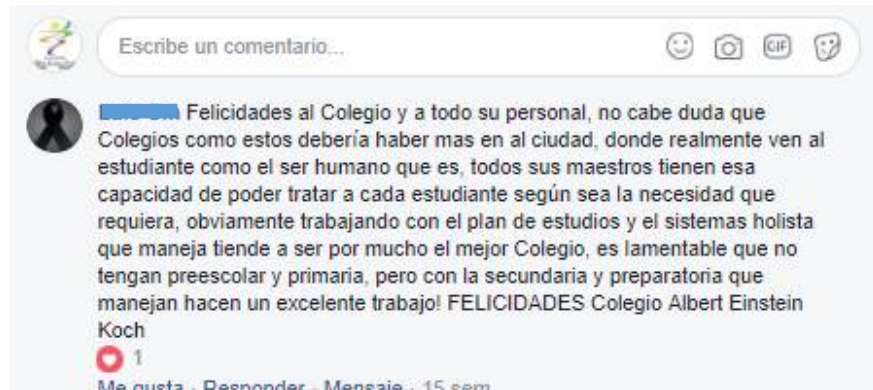 Escribe un comentario...
GIF
Felicidades al Colegio y a todo su personal, no cabe duda que
Colegios como estos debería haber mas en al ciudad, donde realmente ven al
estudiante como el ser humano que es, todos sus maestros tienen esa
capacidad de poder tratar a cada estudiante según sea la necesidad que
requiera, obviamente trabajando con el plan de estudios y el sistemas holista
que maneja tiende a ser por mucho el mejor Colegio, es lamentable que no
tengan preescolar y primaria, pero con la secundaria y preparatoria que
manejan hacen un excelente trabajo! FELICIDADES Colegio Albert Einstein
Koch
1
Me gusta · Responder · Mensaje · 15 sem